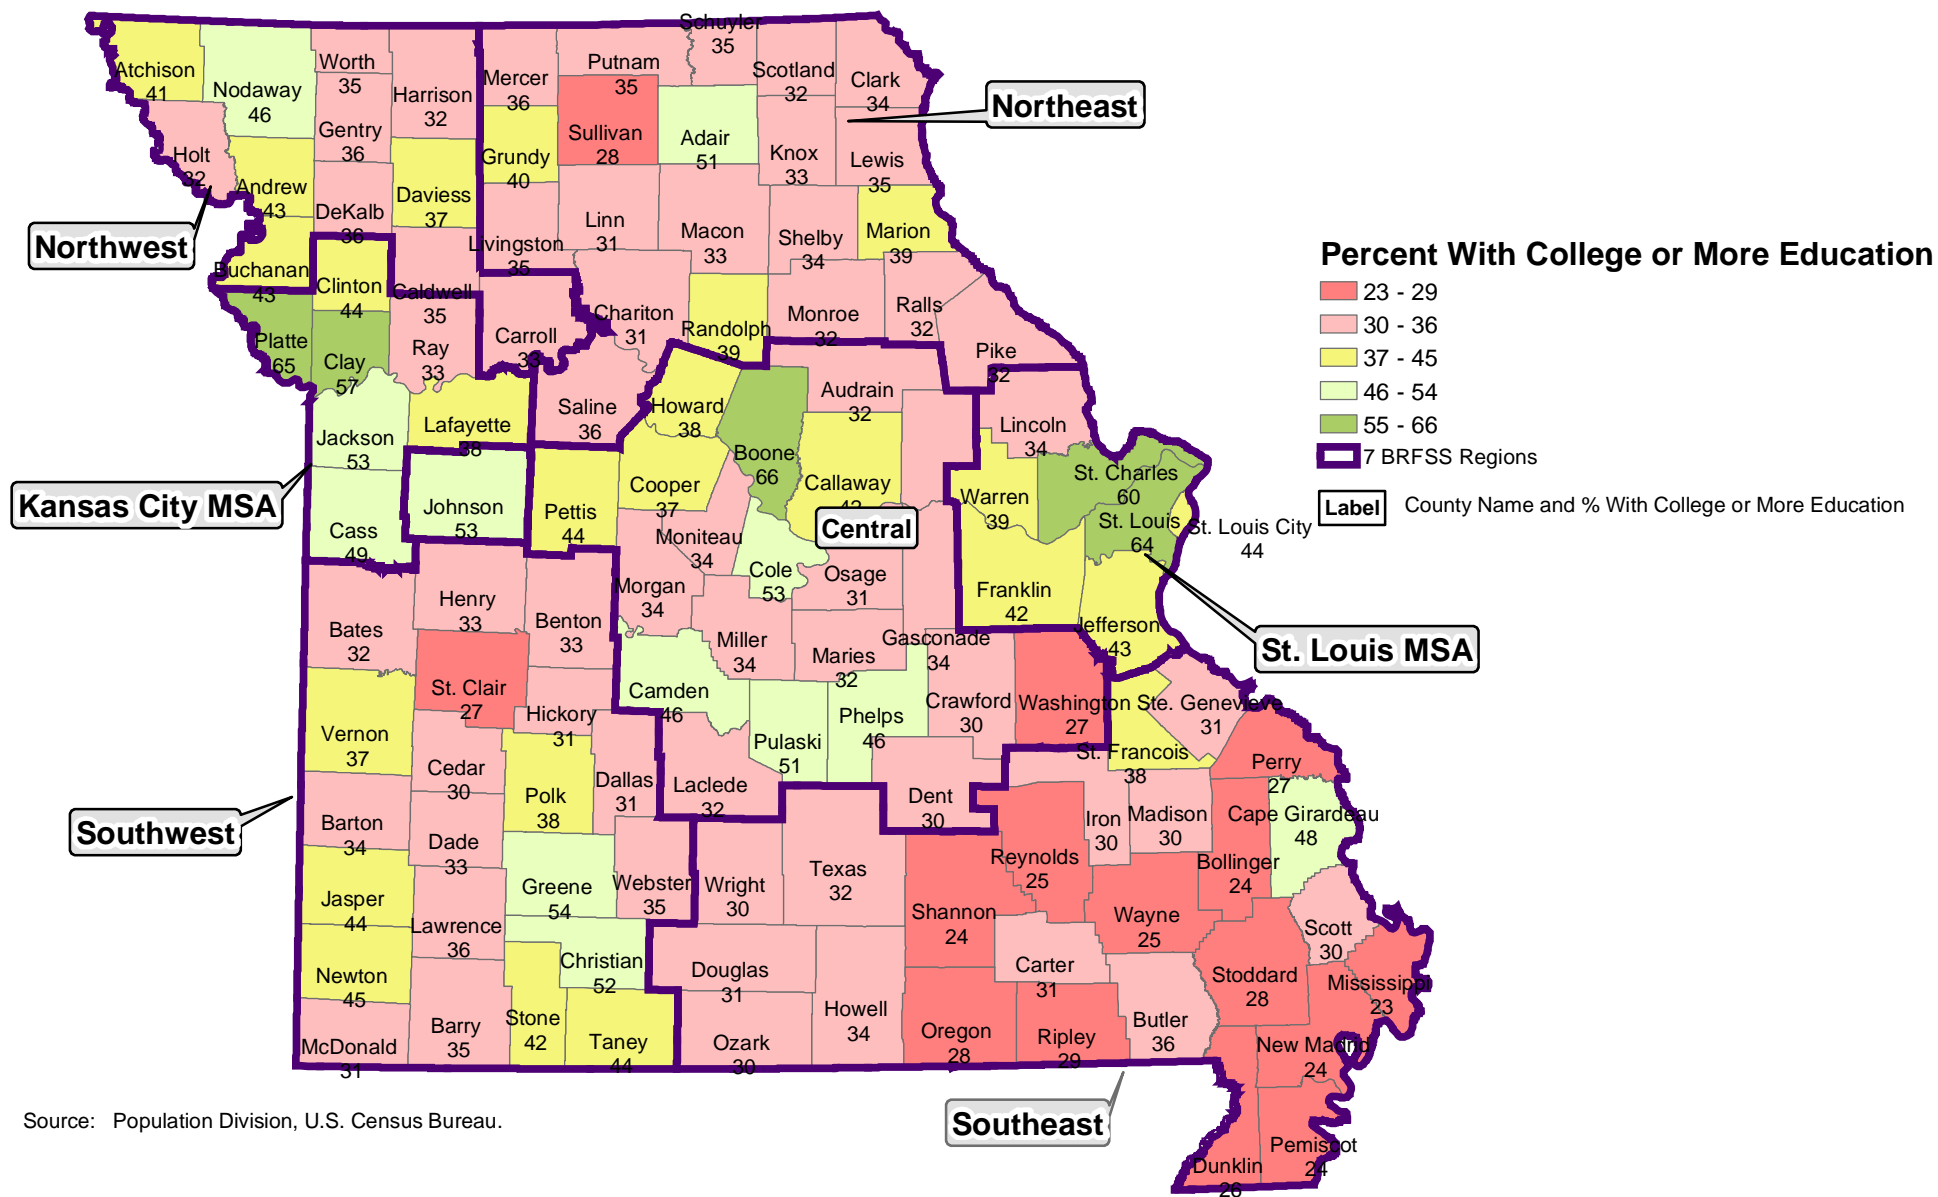 Schuyler
35
Atchison
41
Nodaway
46
Worth
35
Harrison
32
Mercer
36
Putnam
35
Scotland
32
Clark
34
Northeast
Gentry
36
Sullivan
28
Adair
51
Knox
33
Lewis
35
Holt
32
Andrew
43
DeKalb
36
Daviess
37
Grundy
40
Northwest
Livingston
35
Linn
31
Macon
33
Shelby
34
Marion
39
Percent With College or More Education
23 - 29
30 - 36
37 - 45
46 - 54
55 - 66
7 BRFSS Regions
Label
County Name and % With College or More Education
Buchanan
43
Clinton
44
Caldwell
35
Carroll
33
Chariton
31
Randolph
39
Monroe
32
Ralls
32
Pike
32
Platte
65
Clay
57
Ray
33
Saline
36
Howard
38
Audrain
32
Jackson
53
Lafayette
38
Boone
66
Lincoln
34
Kansas City MSA
Cass
49
Johnson
53
Pettis
44
Cooper
37
Callaway
Central
Warren
39
St. Charles
60
St. Louis
64
St. Louis City
44
Moniteau
34
Cole
53
Osage
31
Franklin
42
Jefferson
43
St. Louis MSA
Bates
32
Henry
33
Benton
33
Morgan
34
Miller
34
Maries
32
Gasconade
34
St. Clair
27
Hickory
31
Camden
46
Pulaski
51
Phelps
46
Crawford
30
Washington
27
Ste. Genevieve
31
St. Francois
38
Perry
27
Vernon
37
Cedar
30
Polk
38
Dallas
31
Laclede
32
Dent
30
Iron
30
Madison
30
Cape Girardeau
48
Southwest
Barton
34
Dade
33
Greene
54
Webster
35
Wright
30
Texas
32
Reynolds
25
Bollinger
24
Jasper
44
Lawrence
36
Christian
52
Shannon
24
Wayne
25
Scott
30
Newton
45
Douglas
31
Carter
31
Stoddard
28
Mississippi
23
McDonald
31
Barry
35
Stone
42
Taney
44
Ozark
30
Howell
34
Oregon
28
Ripley
29
Butler
36
New Madrid
24
Southeast
Dunklin
26
Pemiscot
24
Source: Population Division, U.S. Census Bureau.